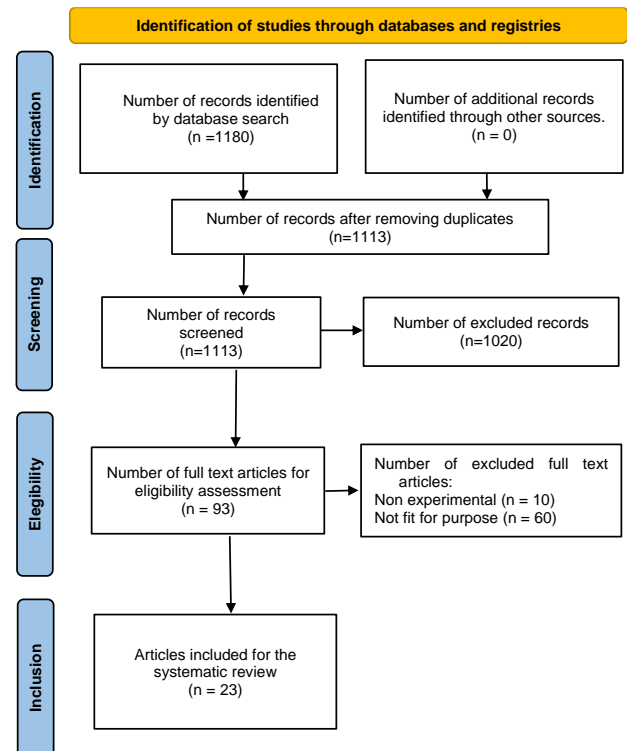 Identification of studies through databases and registries
Identification
Number of records identified
by database search
(n =1180)
Number of additional records
identified through other sources.
(n = 0)
Number of records after removing duplicates
(n=1113)
Screening
Number of records
screened
(n=1113)
Number of excluded records
(n=1020)
Elegibility
Number of full text articles for
eligibility assessment
(n = 93)
Number of excluded full text
articles:
Non experimental (n = 10)
Not fit for purpose (n = 60)
Inclusion
Articles included for the
systematic review
(n = 23)